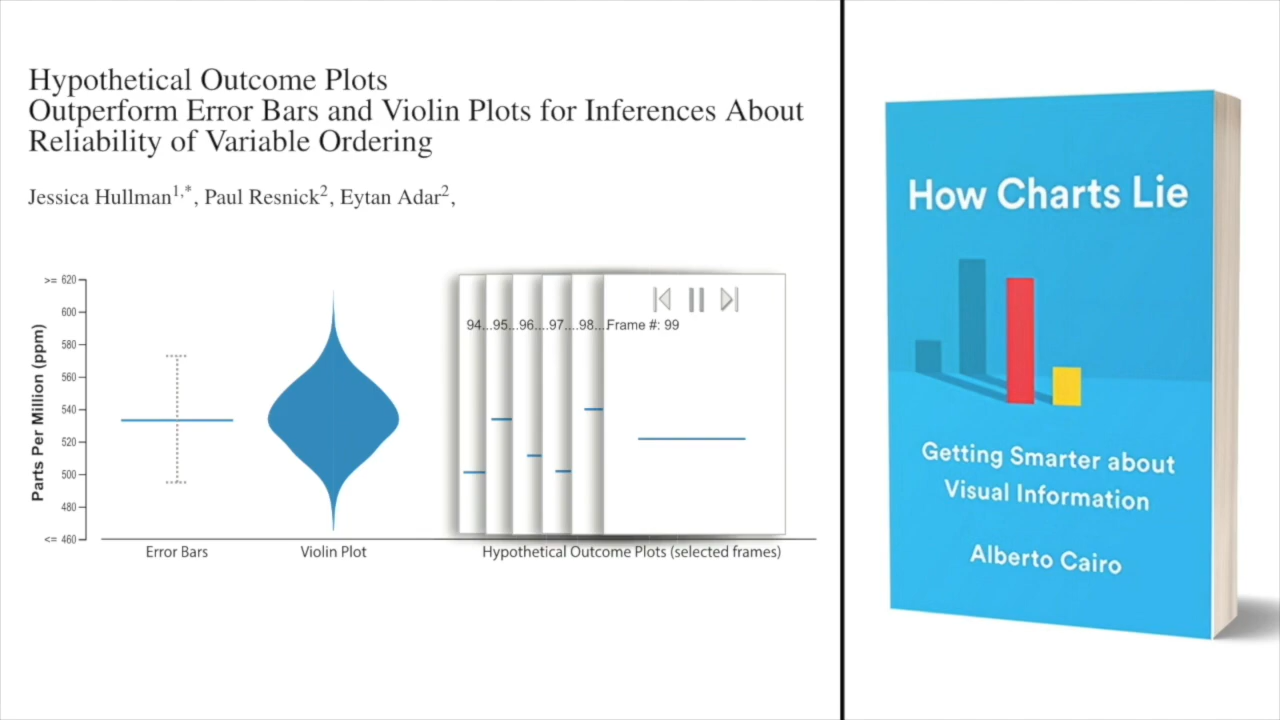 Hypothetical Outcome Plots
Outperform Error Bars and Violin Plots for Inferences About
Reliability of Variable Ordering
Jessica Hullman1,*, Paul Resnick2, Eytan Adar2,
Parts Per Million (ppm)
>= 620
600
580
560
540
520
500
480
<= 460
94...95...96....97....98....Frame #: 99
Error Bars
Violin Plot
Hypothetical Outcome Plots (selected frames)
How Charts Lie
Getting Smarter about
Visual Information
Alberto Cairo